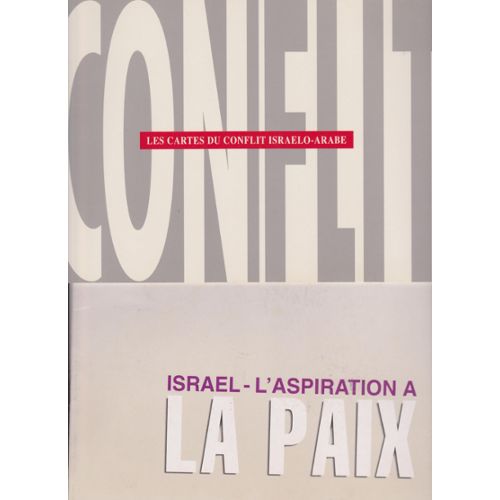 CONFLIT
LES CARTES DU CONFLIT ISRAELO-ARABE
ISRAEL - L'ASPIRATION A
LA PAIX